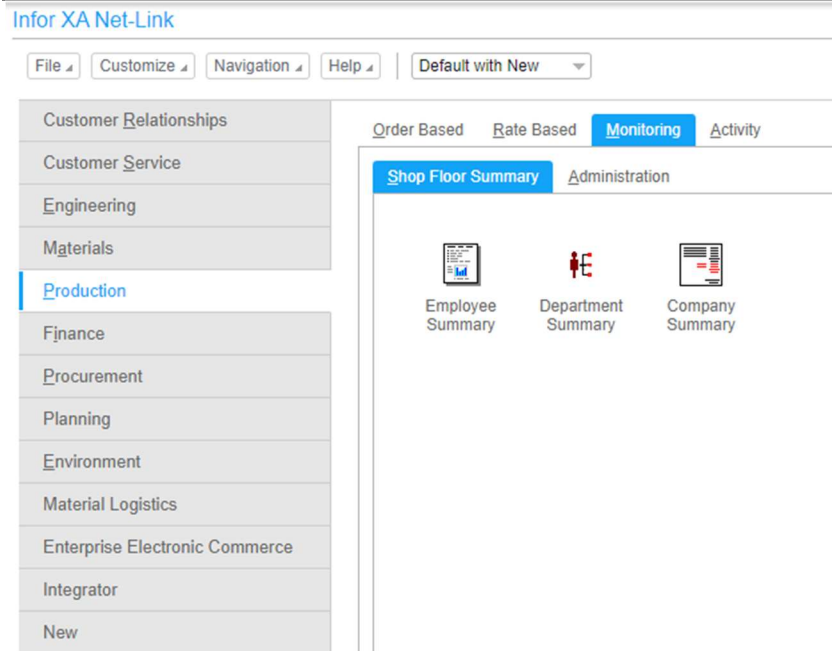 Infor XA Net-Link
File Customize Navigation Help Default with New
Customer Relationships
Customer Service
Engineering
Materials
Production
Finance
Procurement
Planning
Environment
Material Logistics
Enterprise Electronic Commerce
Integrator
New
Order Based Rate Based Monitoring Activity
Shop Floor Summary Administration
Employee
Summary
Department
Summary
Company
Summary